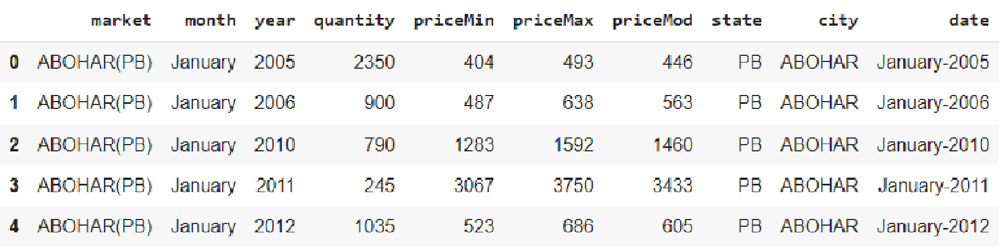 market month year quantity priceMin priceMax priceMod state city date
0 ABOHAR(PB) January 2005 2350 404 493 446 PB ABOHAR January-2005
1 ABOHAR(PB) January 2006 900 487 638 563 PB ABOHAR January-2006
2 ABOHAR(PB) January 2010 790 1283 1592 1460 PB ABOHAR January-2010
3 ABOHAR(PB) January 2011 245 3067 3750 3433 PB ABOHAR January-2011
4 ABOHAR(PB) January 2012 1035 523 686 605 PB ABOHAR January-2012